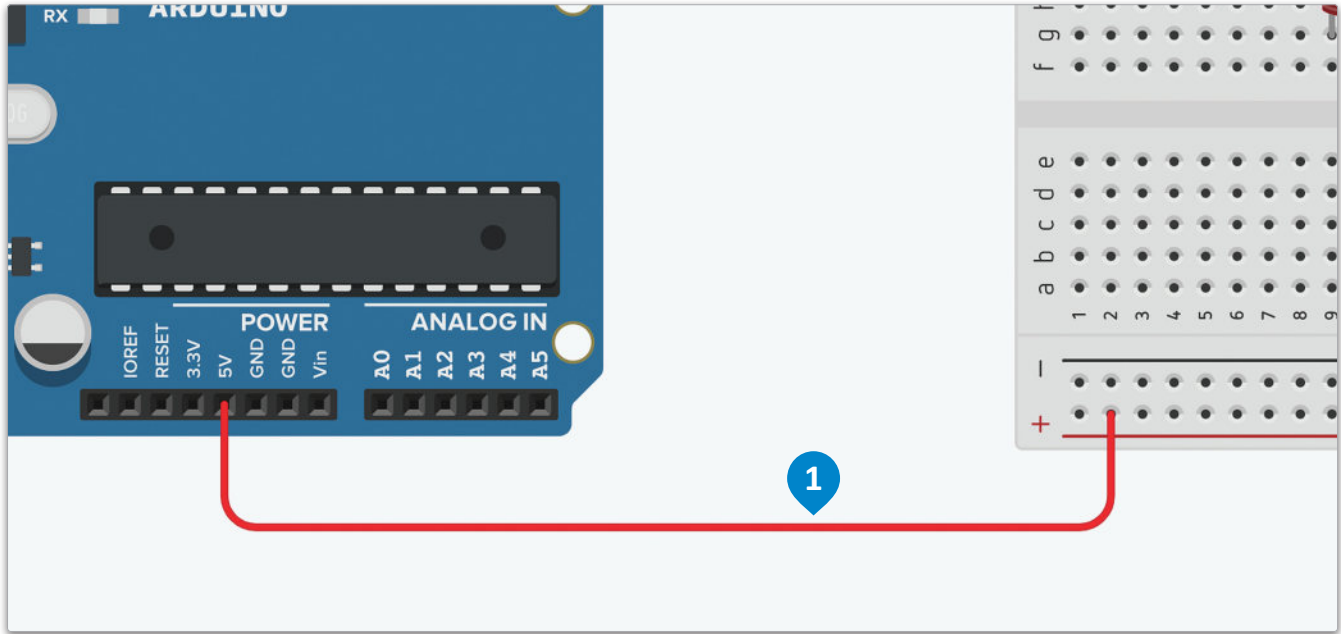 RX
ARDUINO
POWER
ANALOG IN
IOREF
RESET
3.3V
5V
GND
GND
Vin
A0
A1
A2
A3
A4
A5
1
g
f
e
d
c
b
a
1
2
3
4
5
6
7
8
9
−
+